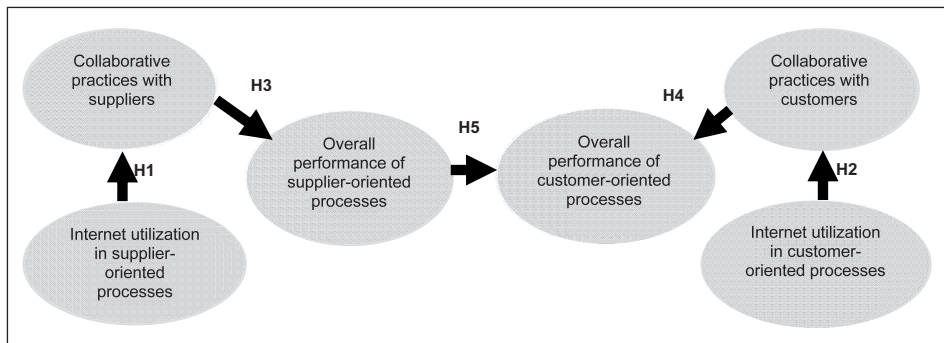 Collaborative
practices with
suppliers
H3
H1
Internet utilization
in supplier-
oriented
processes
Overall
performance of
supplier-oriented
processes
H5
Overall
performance of
customer-oriented
processes
H4
Collaborative
practices with
customers
H2
Internet utilization
in customer-
oriented processes